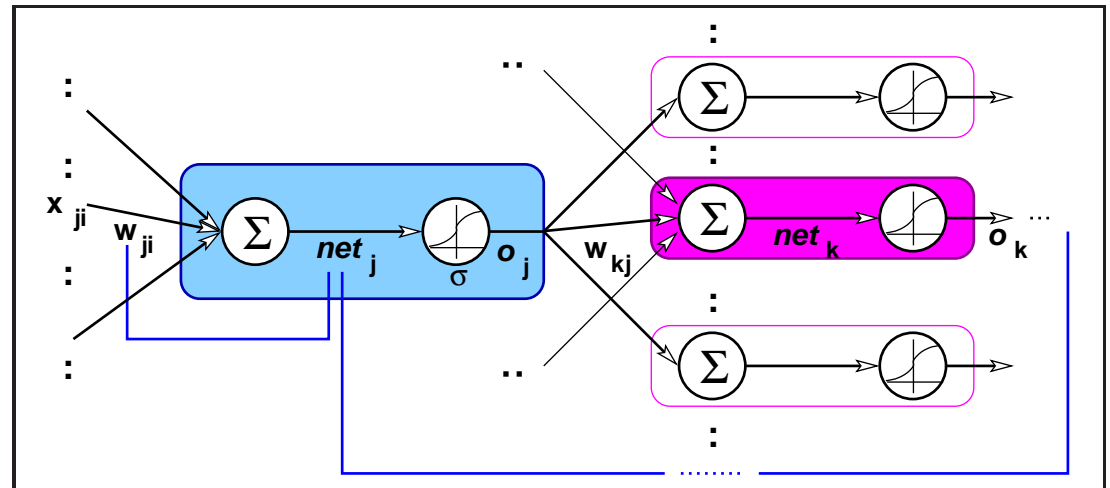 x ji
w ji
Σ
net j
σ
o j
w kj
Σ
Σ
net k
o k
...
Σ